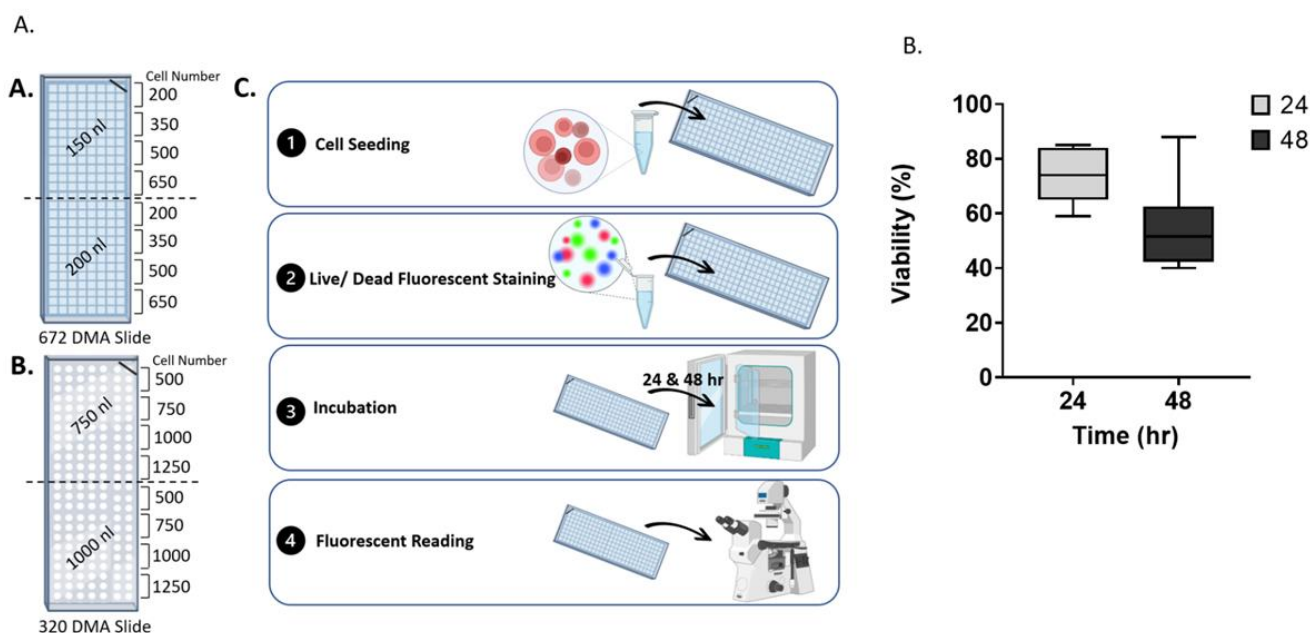 A.
A.
Cell Number
200
350
500
650
150 nl
200
350
500
650
200 nl
672 DMA Slide
B.
Cell Number
500
750
1000
1250
750 nl
500
750
1000
1250
1000 nl
320 DMA Slide
C.
1 Cell Seeding
2 Live/ Dead Fluorescent Staining
3 Incubation
24 & 48 hr
4 Fluorescent Reading
B.
24
48
Viability (%)
100
80
60
40
20
0
24 48
Time (hr)